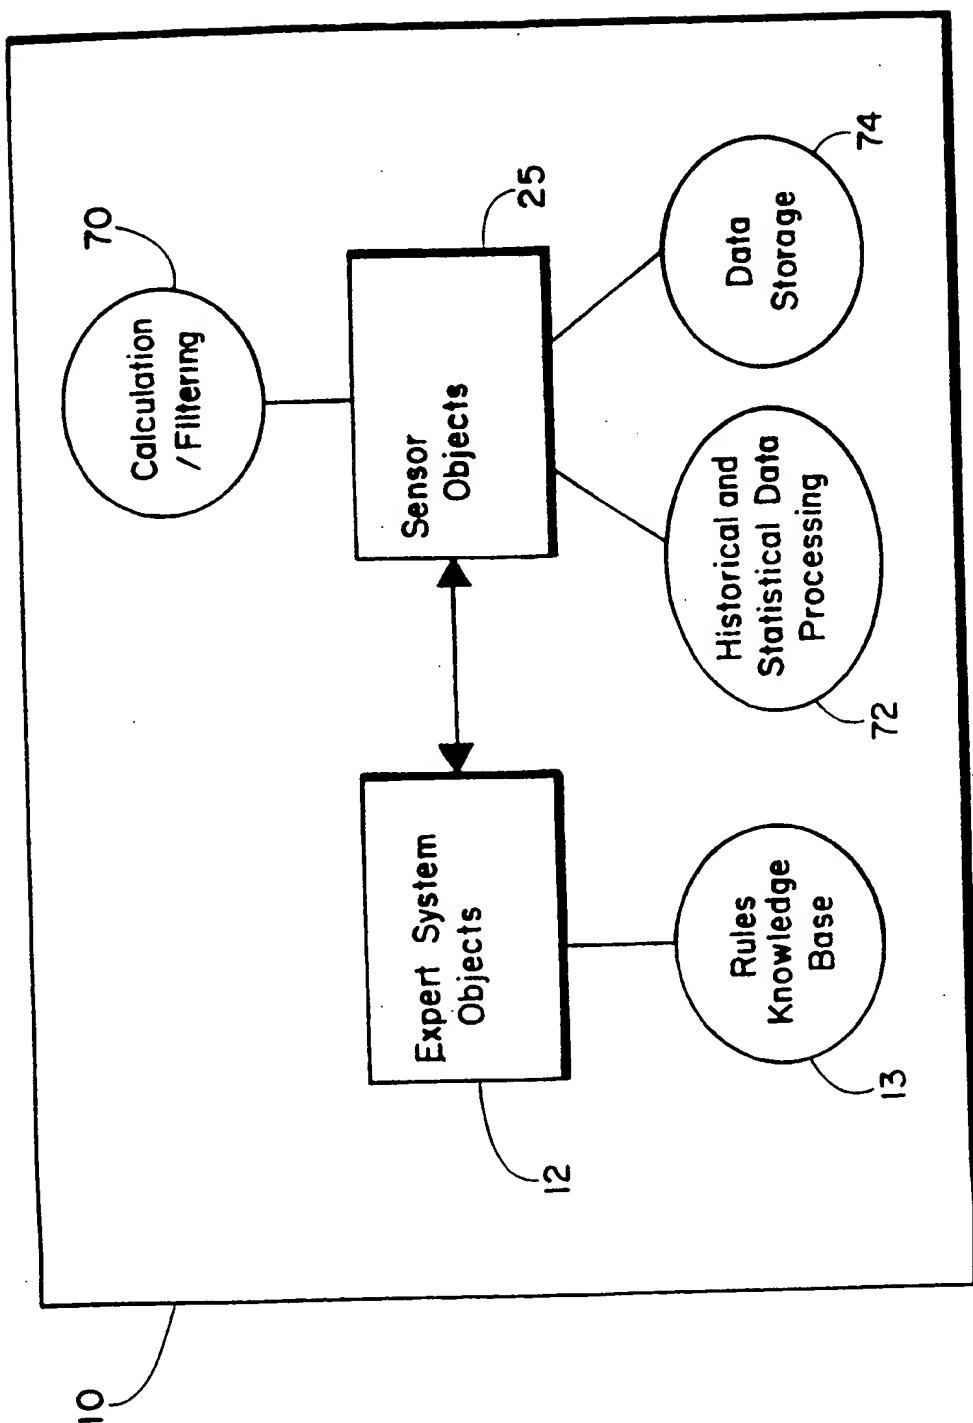 10
12
Expert System
Objects
13
Rules
Knowledge
Base
70
Calculation
/Filtering
25
Sensor
Objects
72
Historical and
Statistical Data
Processing
74
Data
Storage